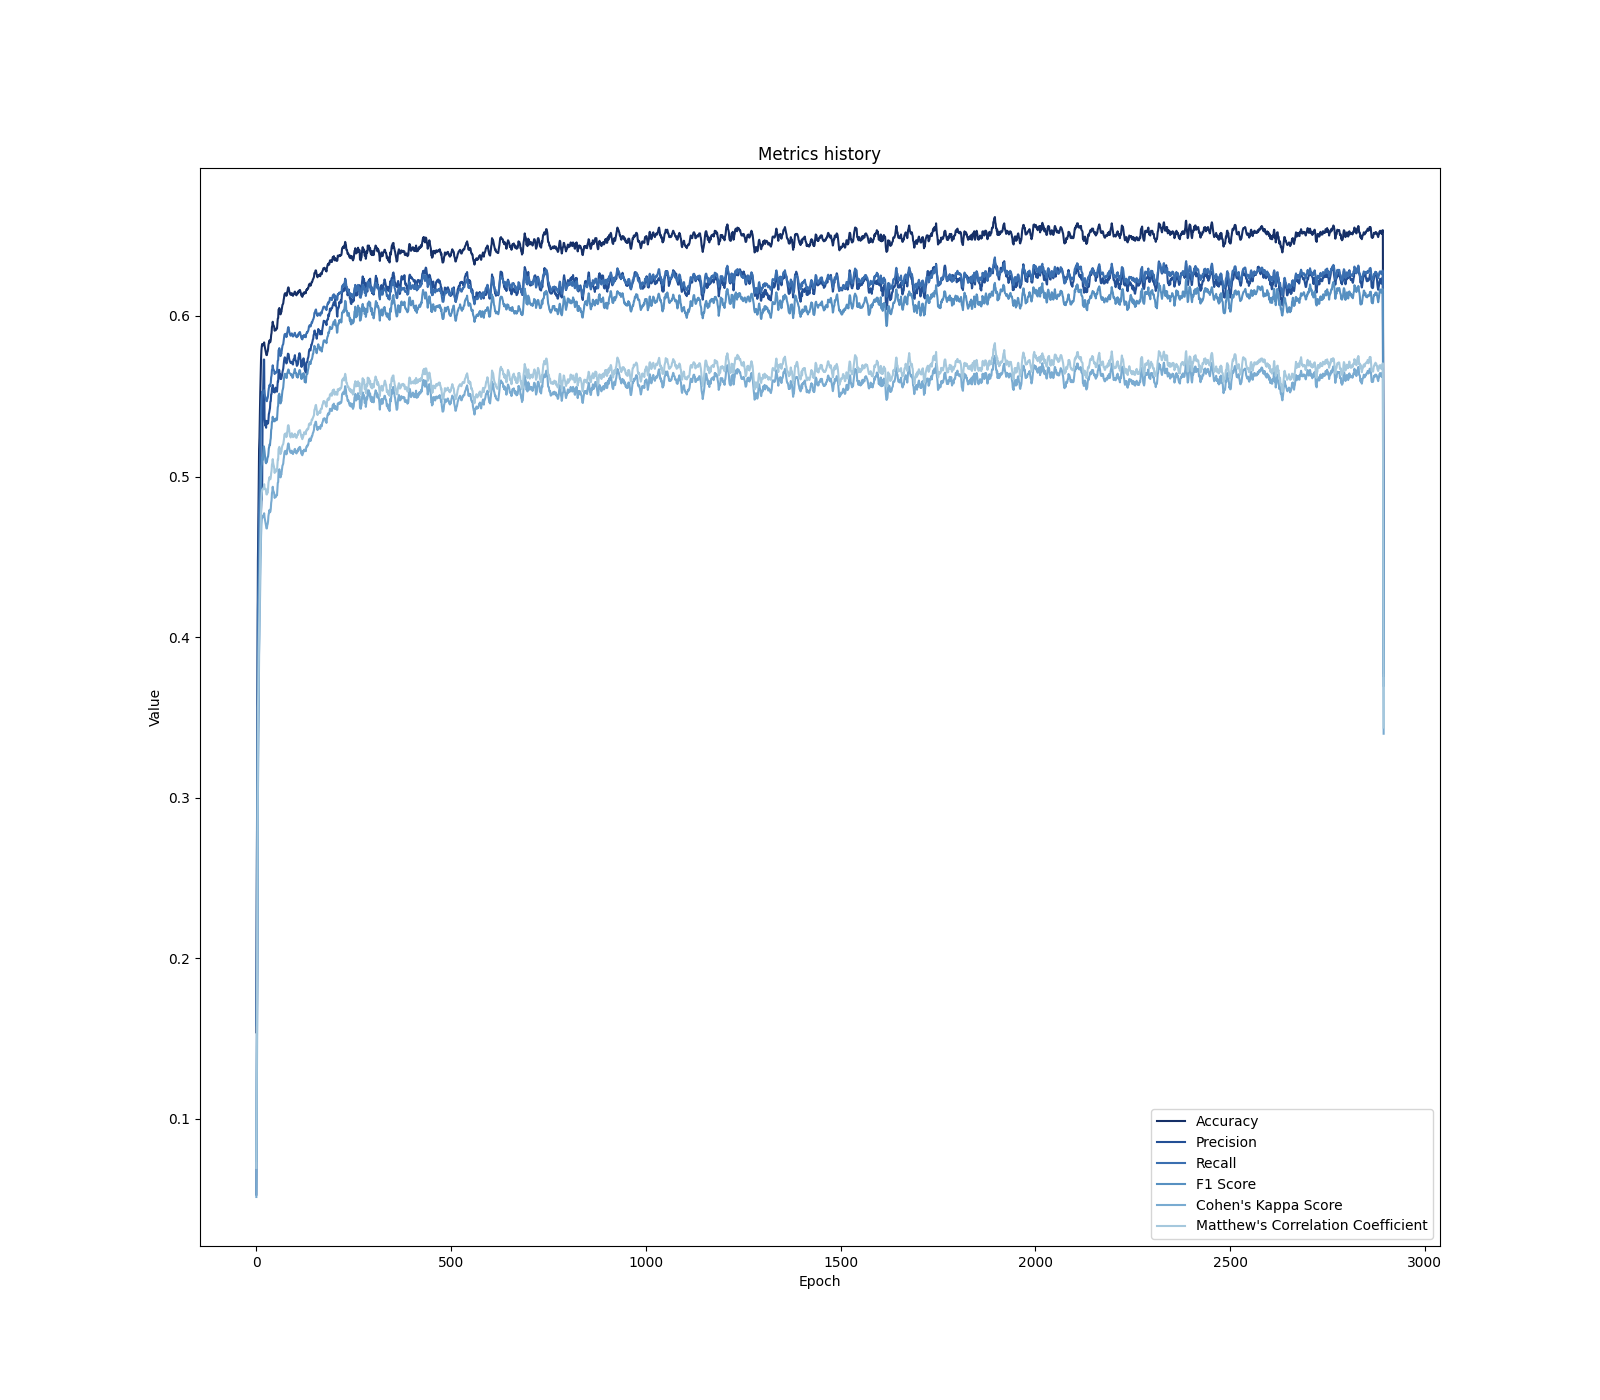 Metrics history
0.6
0.5
0.4
0.3
0.2
0.1
Value
0 500 1000 1500 2000 2500 3000
Epoch
Accuracy
Precision
Recall
F1 Score
Cohen's Kappa Score
Matthew's Correlation Coefficient